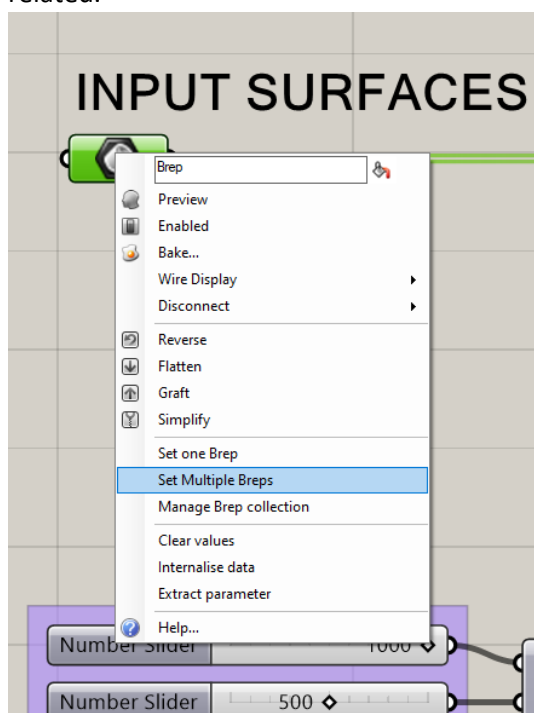 related.
INPUT SURFACES
Brep
Preview
Enabled
Bake...
Wire Display
Disconnect
Reverse
Flatten
Graft
Simplify
Set one Brep
Set Multiple Breps
Manage Brep collection
Clear values
Internalise data
Extract parameter
Help...
Number Slider 1000
Number Slider 500